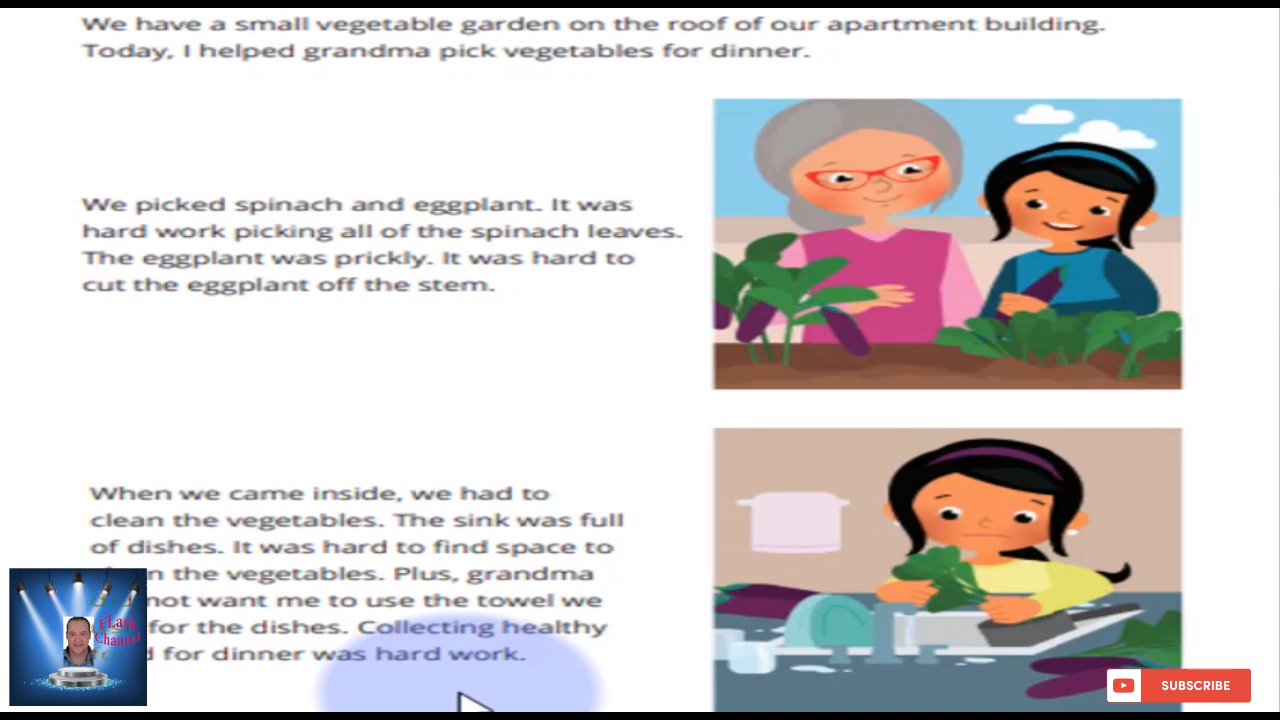 We have a small vegetable garden on the roof of our apartment building.
Today, I helped grandma pick vegetables for dinner.
We picked spinach and eggplant. It was
hard work picking all of the spinach leaves.
The eggplant was prickly. It was hard to
cut the eggplant off the stem.
When we came inside, we had to
clean the vegetables. The sink was full
of dishes. It was hard to find space to
the vegetables. Plus, grandma
not want me to use the towel we
for the dishes. Collecting healthy
for dinner was hard work.
FLash
Channel
SUBSCRIBE